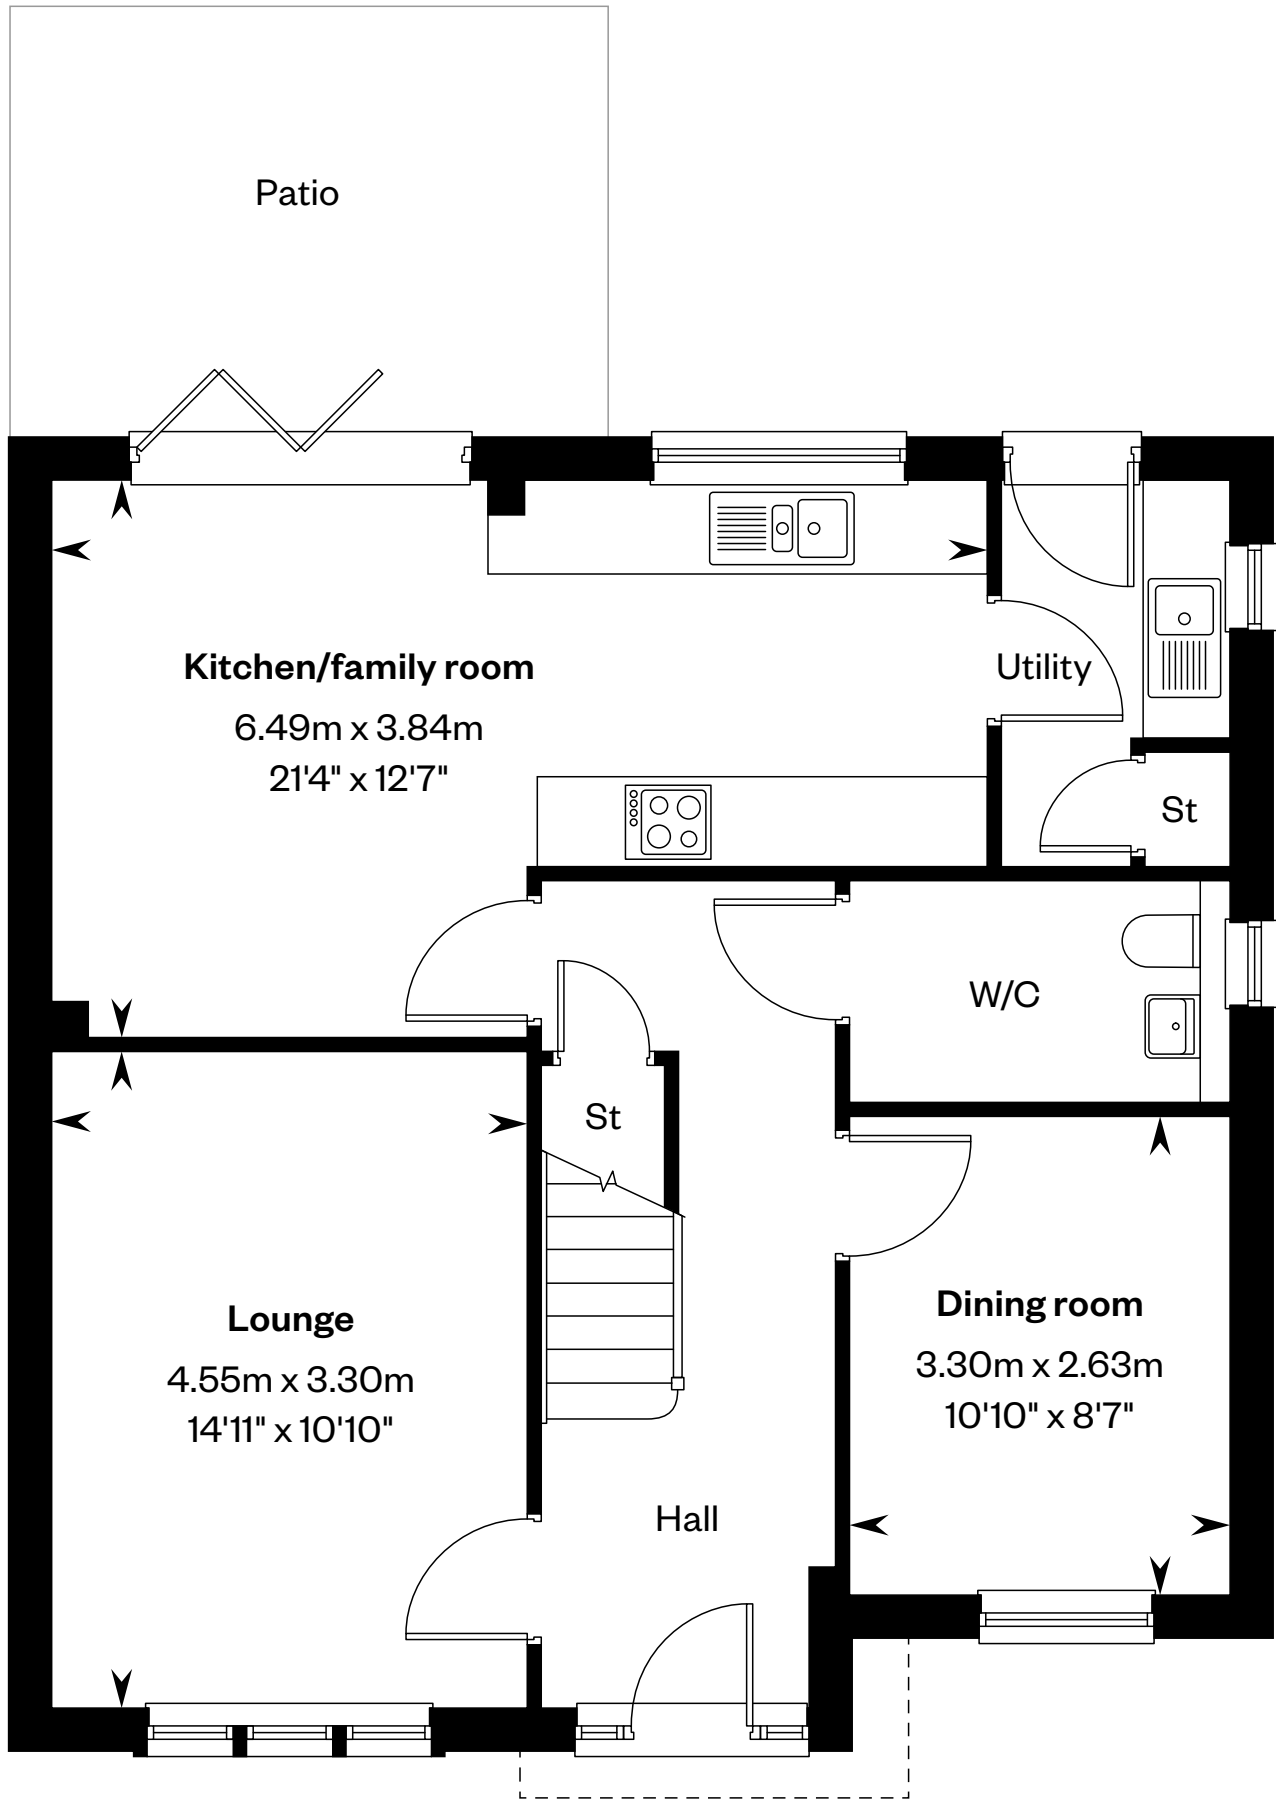 Patio
Kitchen/family room
6.49m x 3.84m
21'4" x 12'7"
Utility
St
W/C
St
Lounge
4.55m x 3.30m
14'11" x 10'10"
Dining room
3.30m x 2.63m
10'10" x 8'7"
Hall